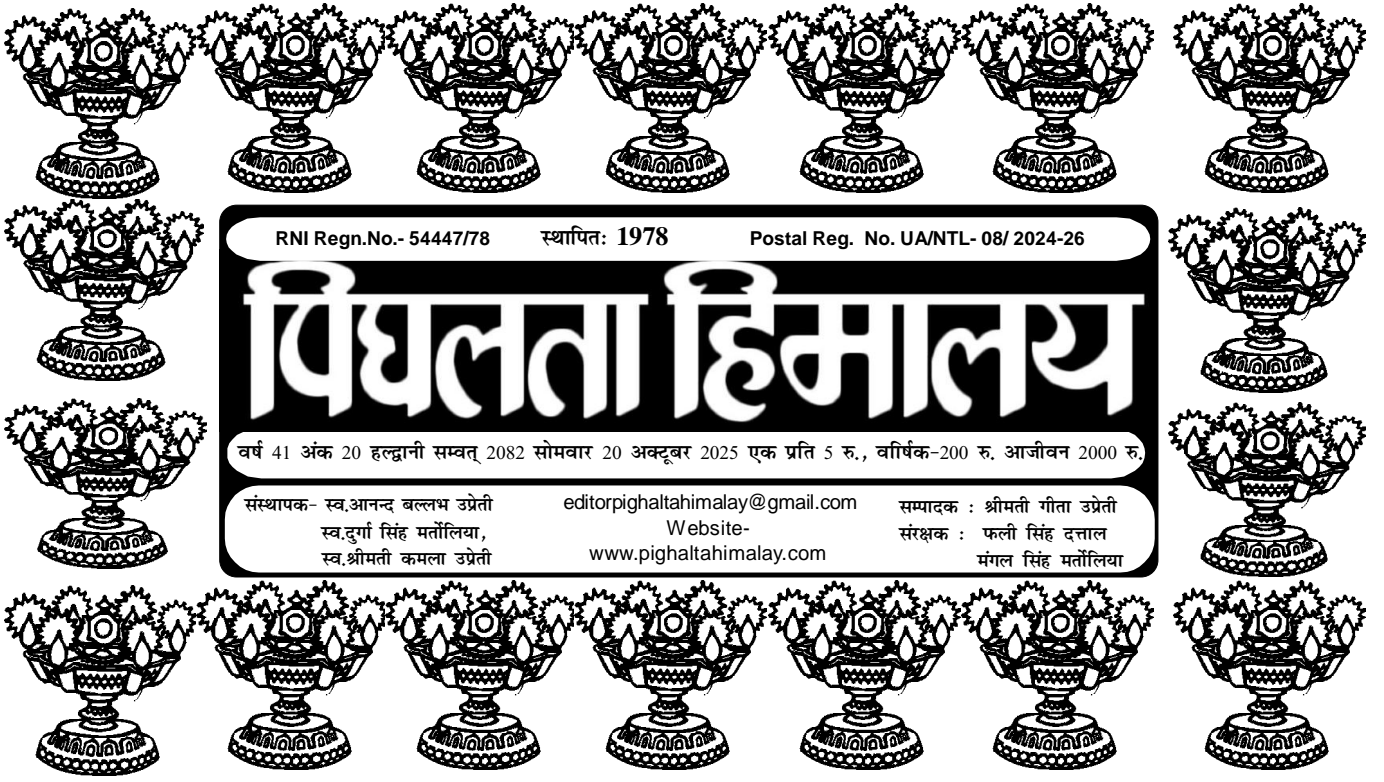 RNI Regn.No.- 54447/78 स्थापितः 1978 Postal Reg. No. UA/NTL- 08/ 2024-26
पिघलता हिमालय
वर्ष 41 अंक 20 हल्द्वानी सम्वत् 2082 सोमवार 20 अक्टूबर 2025 एक प्रति 5 रु., वाीर्षक-200 रु. आजीवन 2000 रु.
संस्थापक- स्व.आनन्द बल्लभ उप्रेती
स्व.दुर्गा सिंह मर्तोलिया,
स्व.श्रीमती कमला उप्रेती
editorpighaltahimalay@gmail.com
Website-
www.pighaltahimalay.com
सम्पादक : श्रीमती गीता उप्रेती
संरक्षक : फली सिंह दत्ताल
मंगल सिंह मर्तोलिया